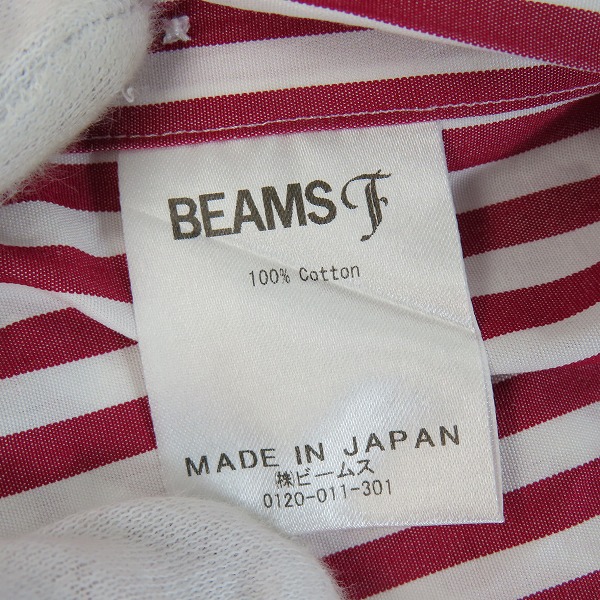 BEAMS F
100% Cotton
MADE IN JAPAN
㈱ビームス
0120-011-301